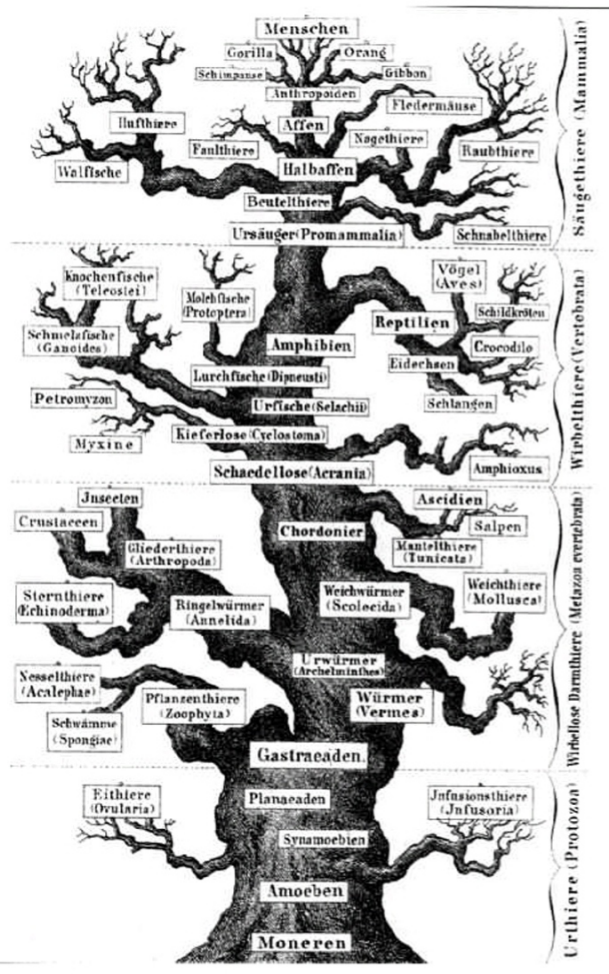 Menschen
Gorilla
Orang
Schimpanse
Gibbon
Anthropoiden
Fledermäuse
Hufthiere
Affen
Nagethiere
Faulthiere
Raubthiere
Walfische
Halbaffen
Beutelthiere
Ursäuger (Promammalia)
Schnabelthiere
Säugethiere (Mammalia)
Knochenfische
(Teleostei)
Molchfische
(Protoptera)
Vögel
(Aves)
Schildkröten
Reptilien
Schmelzfische
(Ganoides)
Amphibien
Crocodile
Eidechsen
Lurchfische (Dipneusti)
Petromyzon
Urfische (Selachii)
Schlangen
Kieferlose (Cyclostoma)
Myxine
Schaedellose (Acrania)
Amphioxus
Wirbelthiere (Vertebrata)
Jnsecten
Ascidien
Crustaceen
Chordonier
Salpen
Gliederthiere
(Arthropoda)
Mantelthiere
(Tunicata)
Sternthiere
(Echinoderma)
Ringelwürmer
(Annelida)
Weichwürmer
(Scolecida)
Weichthiere
(Mollusca)
Urwürmer
(Archelminthes)
Nesselthiere
(Acalephae)
Pflanzenthiere
(Zoophyta)
Würmer
(Vermes)
Schwämme
(Spongiae)
Gastraeaden.
Wirbellose Darmthiere (Metazoa evertebrata)
Eithiere
(Ovularia)
Planaeaden
Jnfusionsthiere
(Jnfusoria)
Synamoebien
Amoeben
Moneren
Urthiere (Protozoa)